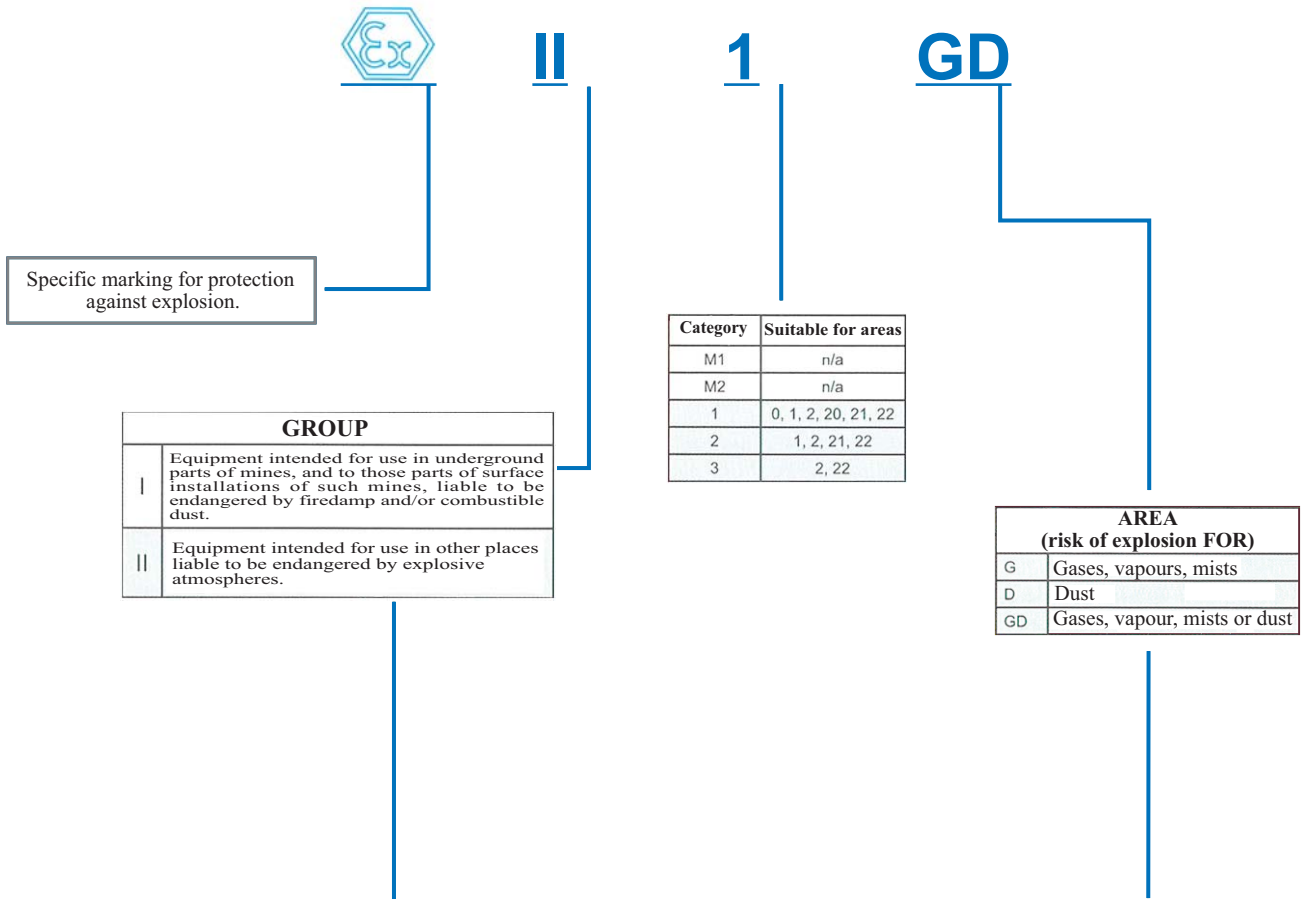 Ex II 1 GD
Specific marking for protection
against explosion.
Category Suitable for areas
M1 n/a
M2 n/a
1 0, 1, 2, 20, 21, 22
2 1, 2, 21, 22
3 2, 22
GROUP
I Equipment intended for use in underground
parts of mines, and to those parts of surface
installations of such mines, liable to be
endangered by firedamp and/or combustible
dust.
II Equipment intended for use in other places
liable to be endangered by explosive
atmospheres.
AREA
(risk of explosion FOR)
G Gases, vapours, mists
D Dust
GD Gases, vapour, mists or dust